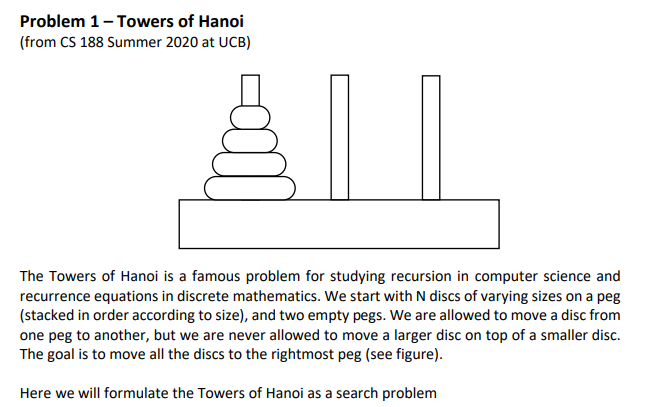 Problem 1 – Towers of Hanoi
(from CS 188 Summer 2020 at UCB)
The Towers of Hanoi is a famous problem for studying recursion in computer science and
recurrence equations in discrete mathematics. We start with N discs of varying sizes on a peg
(stacked in order according to size), and two empty pegs. We are allowed to move a disc from
one peg to another, but we are never allowed to move a larger disc on top of a smaller disc.
The goal is to move all the discs to the rightmost peg (see figure).
Here we will formulate the Towers of Hanoi as a search problem